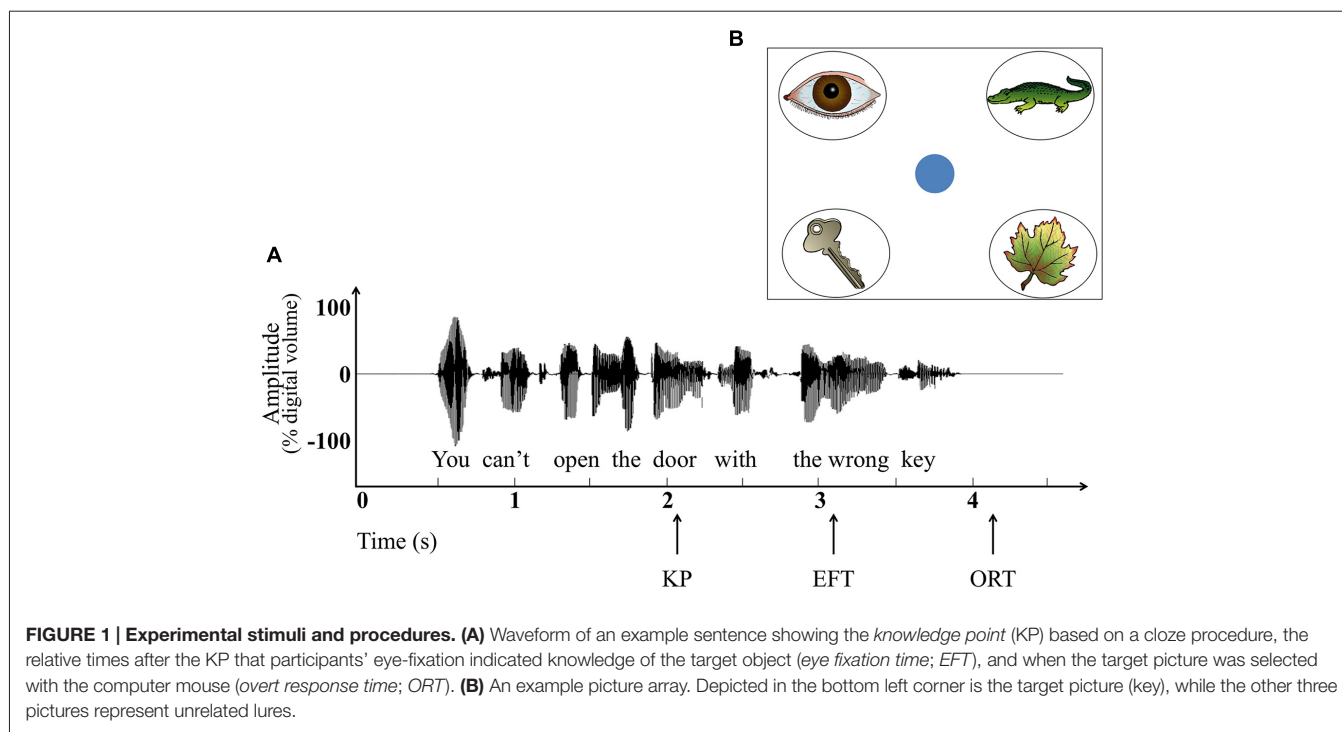 B
A
Amplitude
(% digital volume)
100
0
-100
You can't open the door with the wrong key
0 1 2 3 4
Time (s)
KP EFT ORT
FIGURE 1 | Experimental stimuli and procedures. (A) Waveform of an example sentence showing the knowledge point (KP) based on a cloze procedure, the
relative times after the KP that participants' eye-fixation indicated knowledge of the target object (eye fixation time; EFT), and when the target picture was selected
with the computer mouse (overt response time; ORT). (B) An example picture array. Depicted in the bottom left corner is the target picture (key), while the other three
pictures represent unrelated lures.